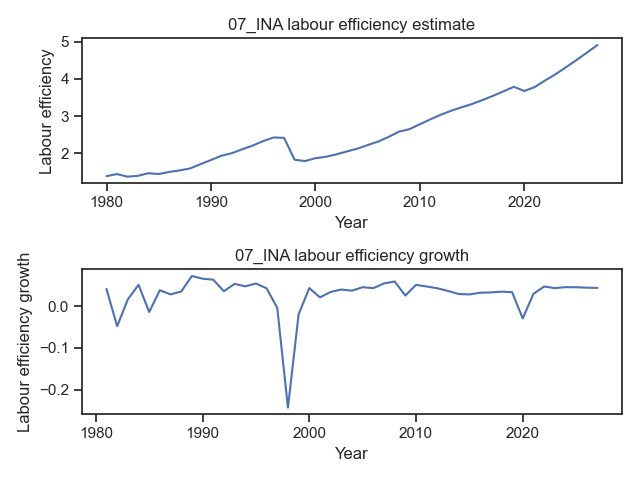 07_INA labour efficiency estimate
Labour efficiency
5
4
3
2
1980 1990 2000 2010 2020
Year
07_INA labour efficiency growth
Labour efficiency growth
0.0
−0.1
−0.2
1980 1990 2000 2010 2020
Year